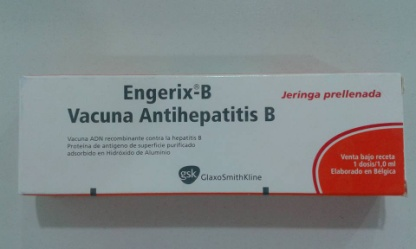 Engerix®-B
Jeringa prellenada
Vacuna Antihepatitis B
Vacuna ADN recombinante contra la hepatitis B
Proteína de antígeno de superficie purificado
adsorbido en Hidróxido de Aluminio
Venta bajo receta
1 dosis/1,0 ml
Elaborado en Bélgica
gsk GlaxoSmithKline